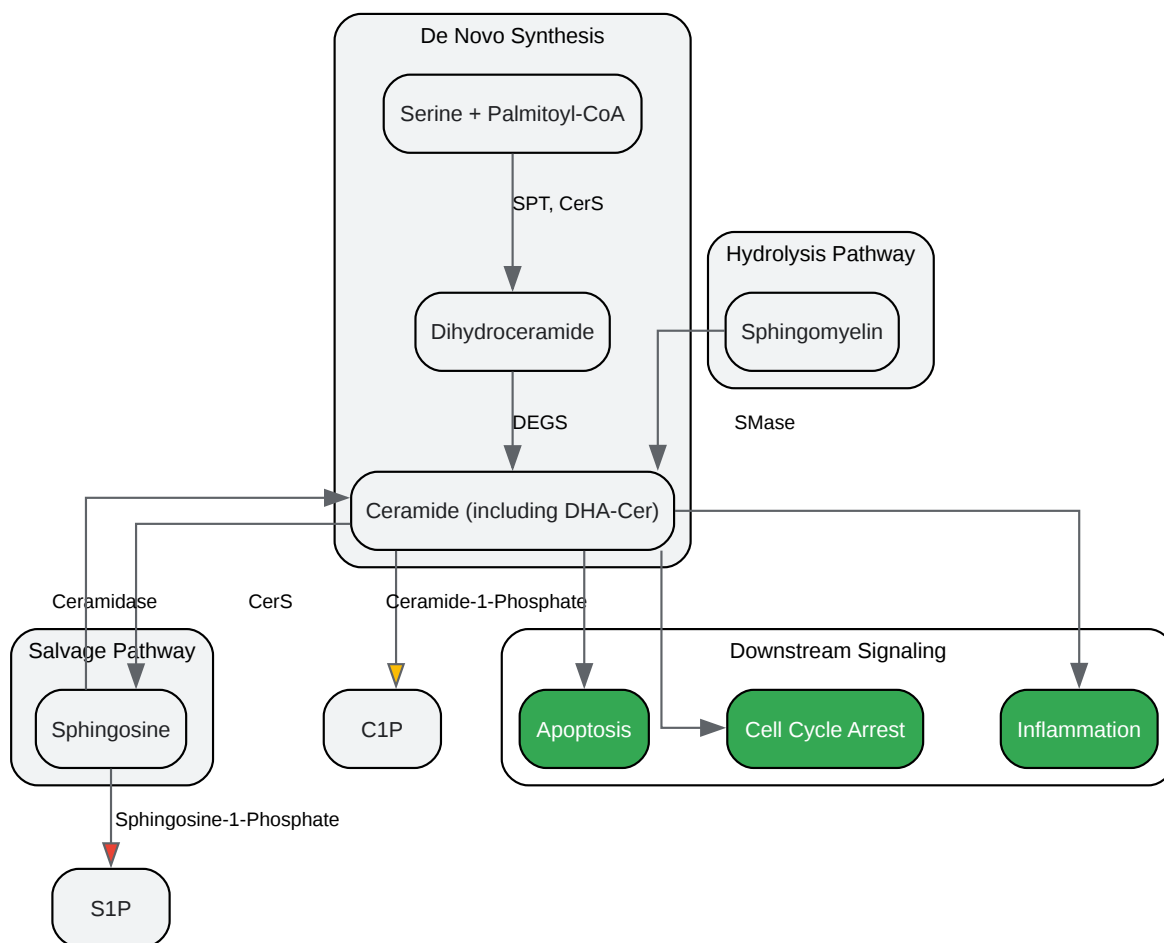 De Novo Synthesis
Serine + Palmitoyl-CoA
SPT, CerS
Hydrolysis Pathway
Dihydroceramide
Sphingomyelin
DEGS
SMase
Ceramide (including DHA-Cer)
Ceramidase
CerS
Ceramide-1-Phosphate
Salvage Pathway
Downstream Signaling
Sphingosine
C1P
Apoptosis
Cell Cycle Arrest
Inflammation
Sphingosine-1-Phosphate
S1P